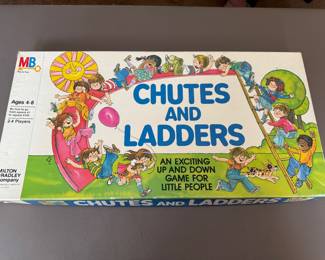 MB
Ages 4-8
2-4 Players
CHUTES
AND
LADDERS
AN EXCITING
UP AND DOWN
GAME FOR
LITTLE PEOPLE
MILTON
BRADLEY
Company
CHUTES AND LADDERS